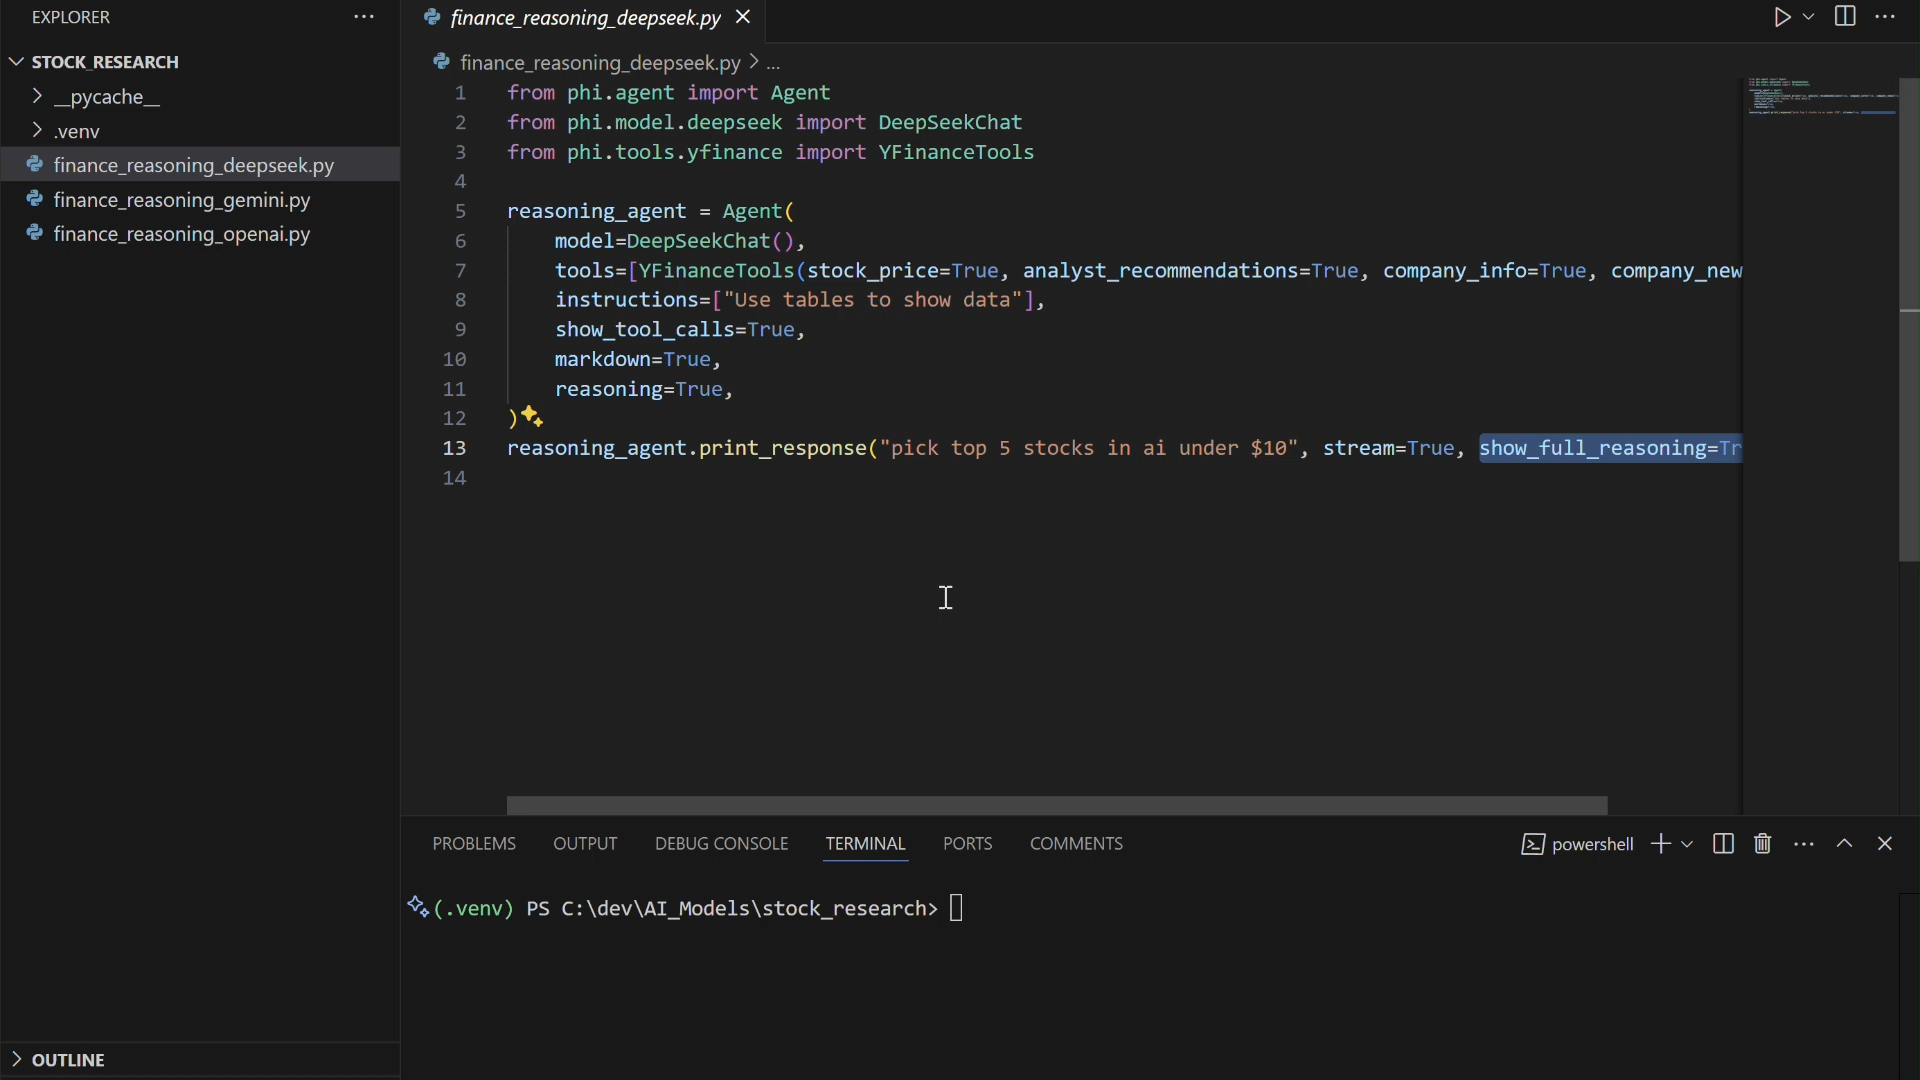 EXPLORER
STOCK_RESEARCH
__pycache__
.venv
finance_reasoning_deepseek.py
finance_reasoning_gemini.py
finance_reasoning_openai.py
OUTLINE
finance_reasoning_deepseek.py
finance_reasoning_deepseek.py > ...
1 from phi.agent import Agent
2 from phi.model.deepseek import DeepSeekChat
3 from phi.tools.yfinance import YFinanceTools
4
5 reasoning_agent = Agent(
6     model=DeepSeekChat(),
7     tools=[YFinanceTools(stock_price=True, analyst_recommendations=True, company_info=True, company_new
8     instructions=["Use tables to show data"],
9     show_tool_calls=True,
10     markdown=True,
11     reasoning=True,
12 )
13 reasoning_agent.print_response("pick top 5 stocks in ai under $10", stream=True, show_full_reasoning=Tr
14
PROBLEMS OUTPUT DEBUG CONSOLE TERMINAL PORTS COMMENTS powershell
(.venv) PS C:\dev\AI_Models\stock_research>